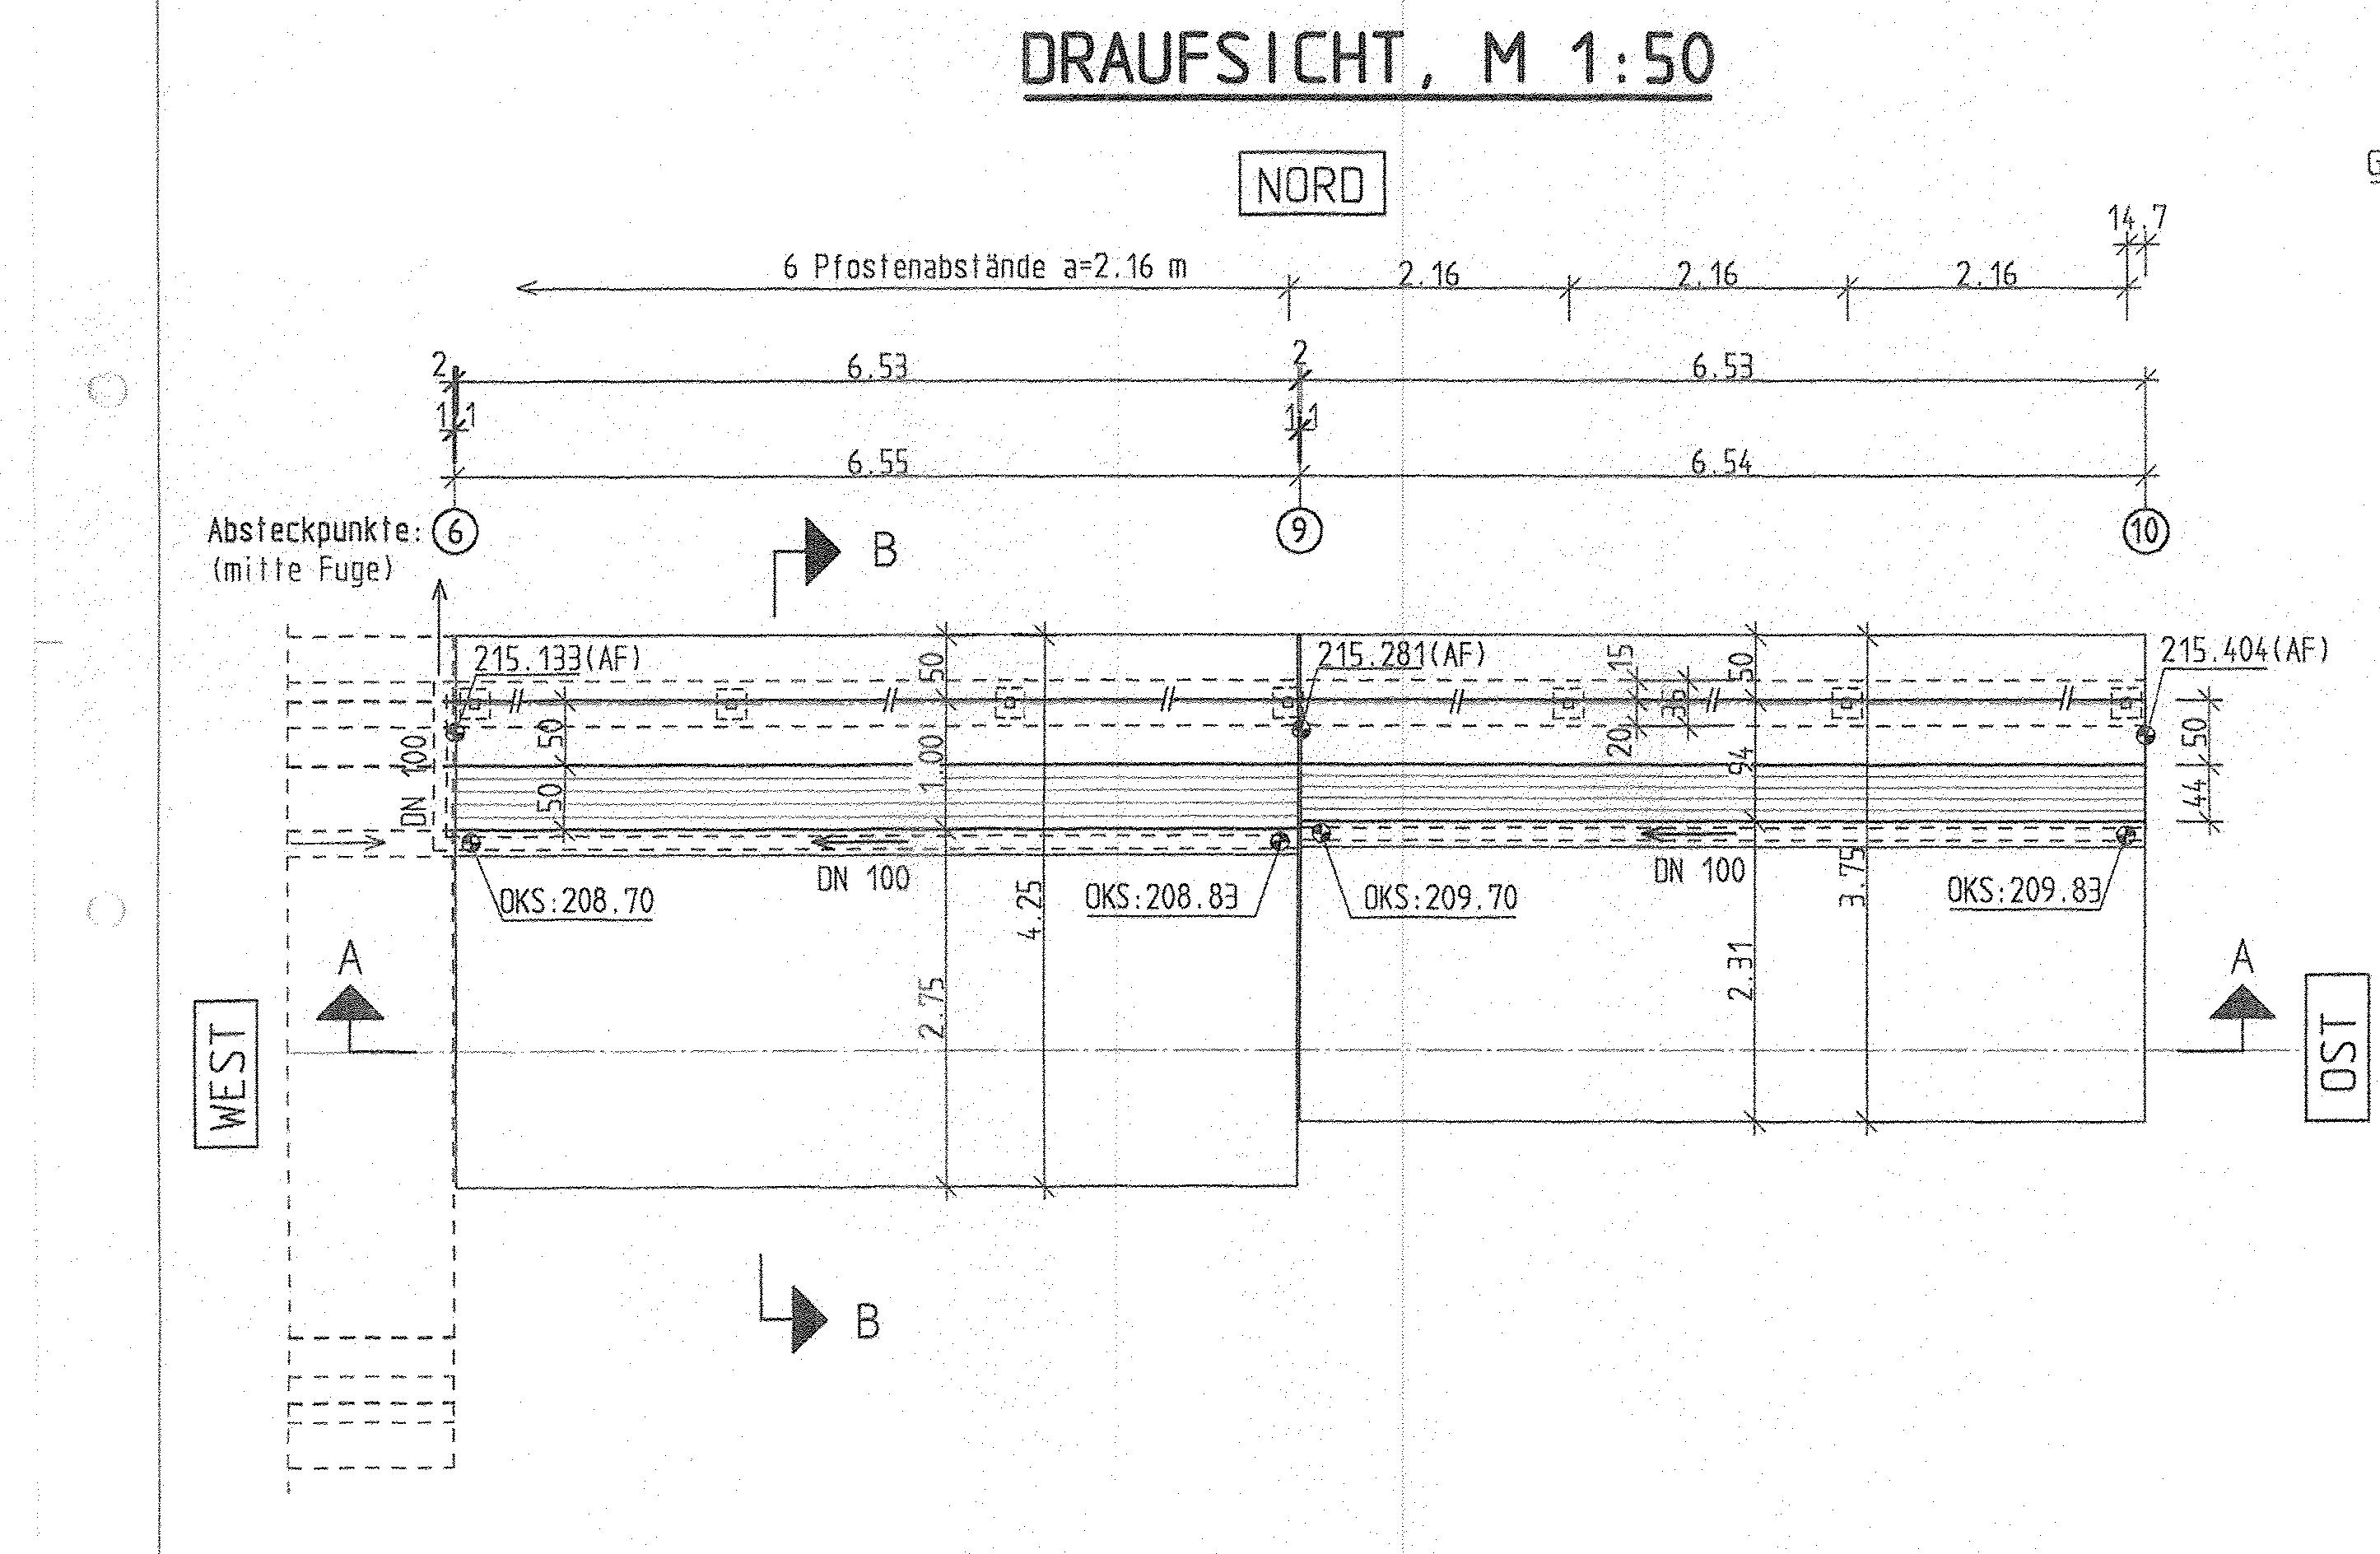 DRAUFSICHT, M 1:50
NORD
14.7
6 Pfostenabstände a=2.16 m
2.16
2.16
2.16
2
6.53
2
6.53
1
1
1
1
6.55
6.54
Absteckpunkte:
(mitte Fuge)
6
9
10
B
215.133(AF)
215.281(AF)
215.404(AF)
50
15
50
35
50
1.00
20
94
50
DN 100
50
44
DN 100
DN 100
OKS:208.70
OKS:208.83
OKS:209.70
OKS:209.83
4.25
3.75
2.75
2.31
A
A
WEST
OST
B